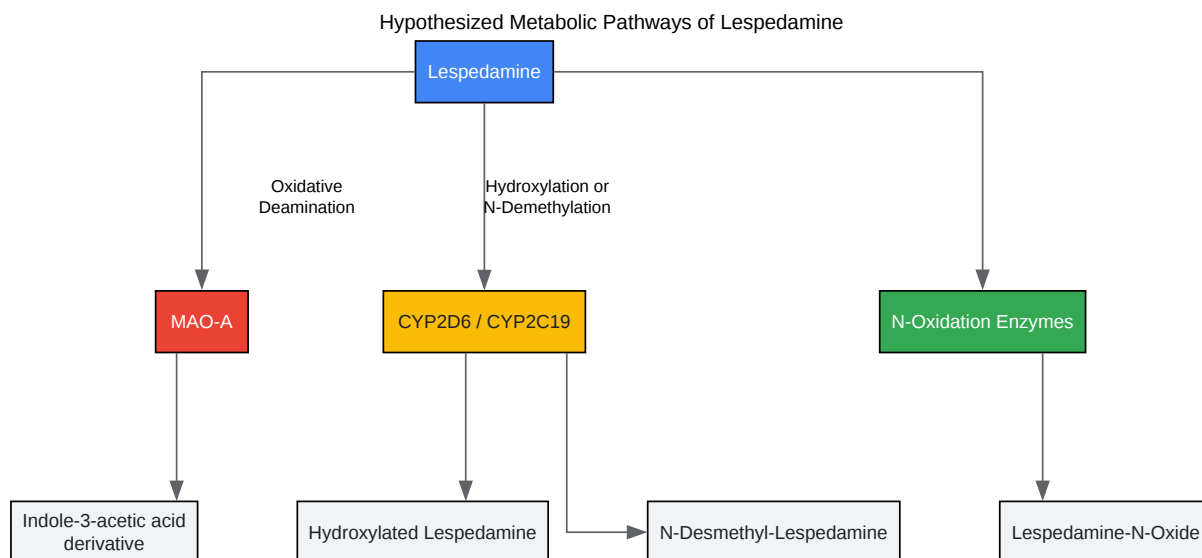 Hypothesized Metabolic Pathways of Lespedamine
Lespedamine
Oxidative
Deamination
Hydroxylation or
N-Demethylation
MAO-A
CYP2D6 / CYP2C19
N-Oxidation Enzymes
Indole-3-acetic acid
derivative
Hydroxylated Lespedamine
N-Desmethyl-Lespedamine
Lespedamine-N-Oxide